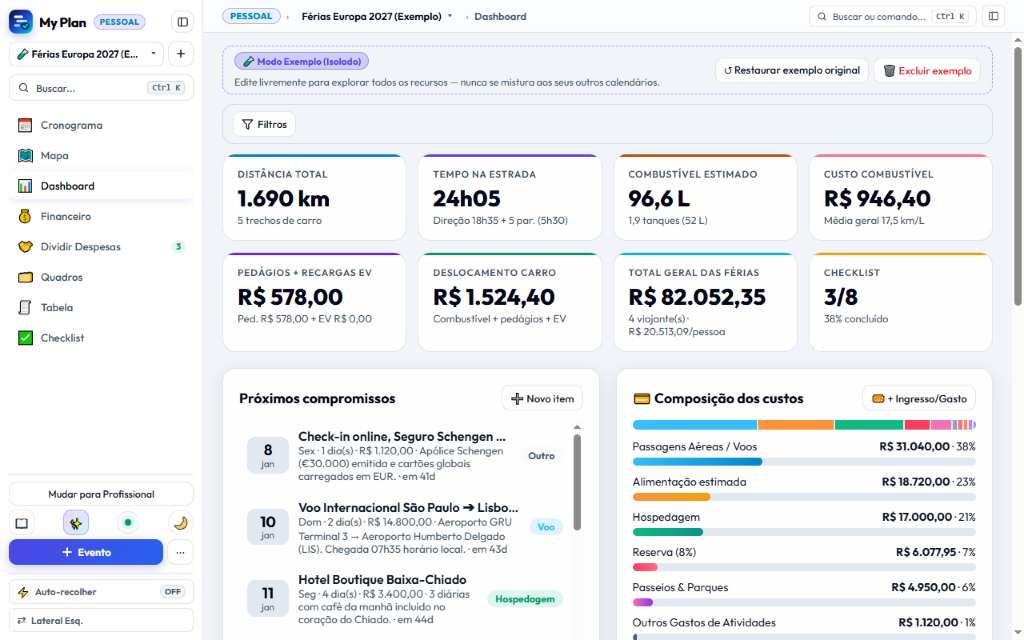 My Plan
PESSOAL
Férias Europa 2027 (E...
+
Buscar...
Ctrl K
Cronograma
Mapa
Dashboard
Financeiro
Dividir Despesas
3
Quadros
Tabela
Checklist
Mudar para Profissional
+ Evento
...
Auto-recolher
OFF
Lateral Esq.
PESSOAL › Férias Europa 2027 (Exemplo) › Dashboard
Buscar ou comando...
Ctrl K
Modo Exemplo (Isolado)
Edite livremente para explorar todos os recursos — nunca se mistura aos seus outros calendários.
↺ Restaurar exemplo original
Excluir exemplo
Filtros
DISTÂNCIA TOTAL
1.690 km
5 trechos de carro
TEMPO NA ESTRADA
24h05
Direção 18h35 + 5 par. (5h30)
COMBUSTÍVEL ESTIMADO
96,6 L
1,9 tanques (52 L)
CUSTO COMBUSTÍVEL
R$ 946,40
Média geral 17,5 km/L
PEDÁGIOS + RECARGAS EV
R$ 578,00
Ped. R$ 578,00 + EV R$ 0,00
DESLOCAMENTO CARRO
R$ 1.524,40
Combustível + pedágios + EV
TOTAL GERAL DAS FÉRIAS
R$ 82.052,35
4 viajante(s) ·
R$ 20.513,09/pessoa
CHECKLIST
3/8
38% concluído
Próximos compromissos
Novo item
8
jan
Check-in online, Seguro Schengen ...
Sex · 1 dia(s) · R$ 1.120,00 · Apólice Schengen
(€30.000) emitida e cartões globais
carregados em EUR. · em 41d
Outro
10
jan
Voo Internacional São Paulo ➔ Lisbo...
Dom · 2 dia(s) · R$ 14.800,00 · Aeroporto GRU
Terminal 3 → Aeroporto Humberto Delgado
(LIS). Chegada 07h35 horário local. · em 43d
Voo
11
jan
Hotel Boutique Baixa-Chiado
Seg · 4 dia(s) · R$ 3.400,00 · 3 diárias
com café da manhã incluído no
coração do Chiado. · em 44d
Hospedagem
Composição dos custos
+ Ingresso/Gasto
Passagens Aéreas / Voos
R$ 31.040,00 · 38%
Alimentação estimada
R$ 18.720,00 · 23%
Hospedagem
R$ 17.000,00 · 21%
Reserva (8%)
R$ 6.077,95 · 7%
Passeios & Parques
R$ 4.950,00 · 6%
Outros Gastos de Atividades
R$ 1.120,00 · 1%